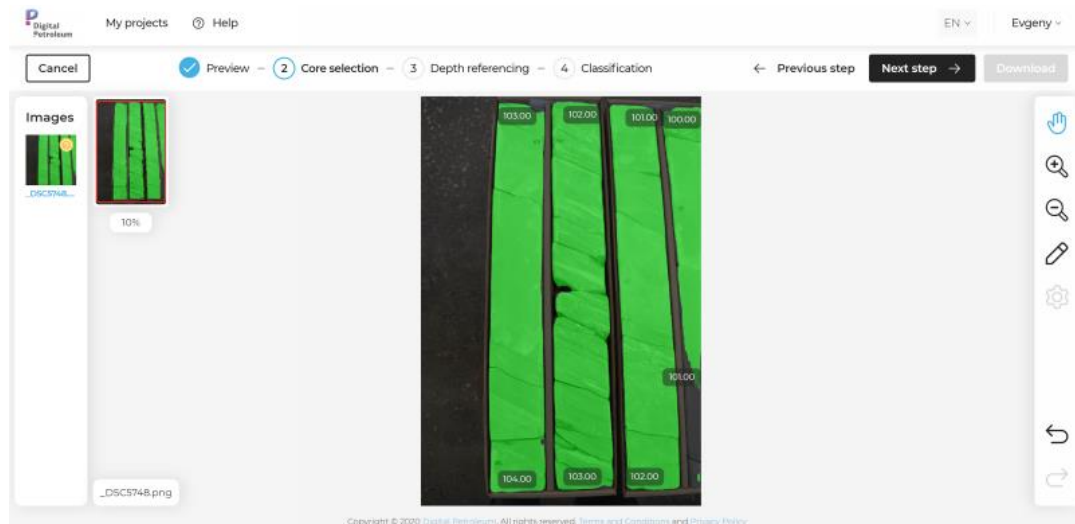 Digital
Petroleum
My projects
Help
EN
Evgeny
Cancel
Preview – 2 Core selection – 3 Depth referencing – 4 Classification
← Previous step
Next step →
Download
Images
_DSC5748...
10%
103.00
102.00
101.00
100.00
101.00
104.00
103.00
102.00
_DSC5748.png
Copyright © 2020 Digital Petroleum. All rights reserved. Terms and Conditions and Privacy Policy